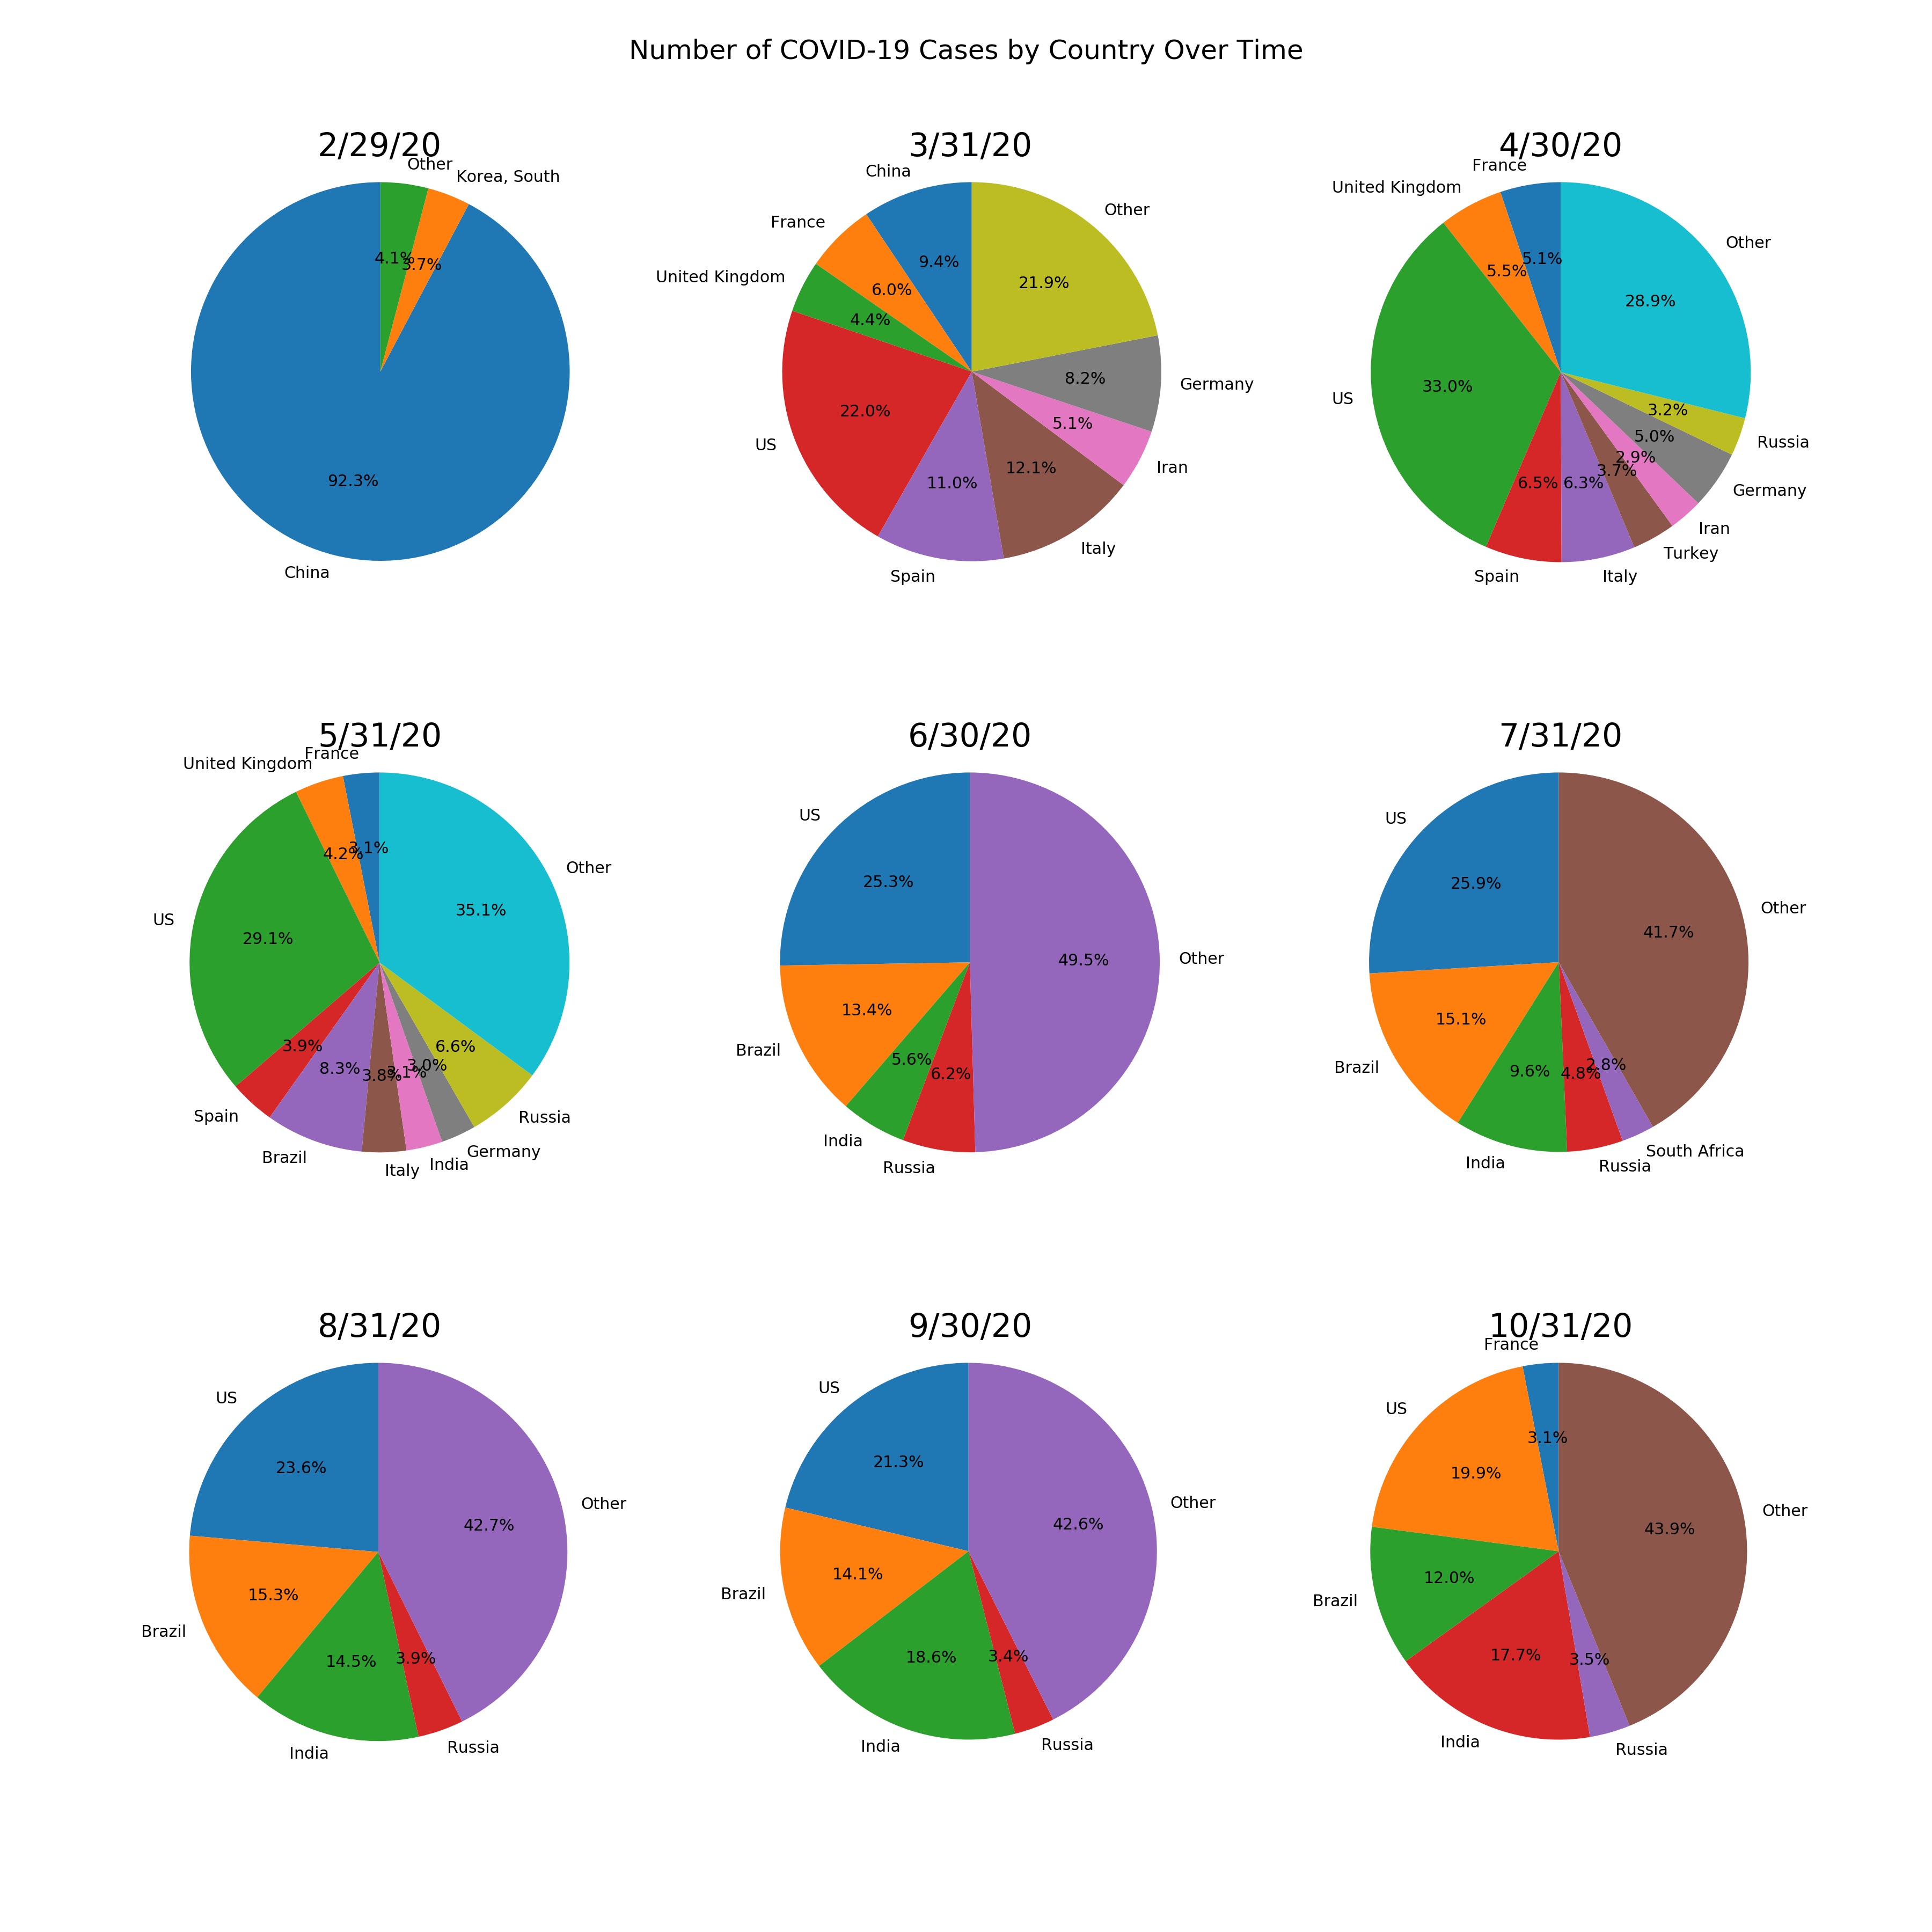 Number of COVID-19 Cases by Country Over Time
2/29/20
Other
Korea, South
4.1%
3.7%
92.3%
China
3/31/20
China
Other
France
9.4%
21.9%
United Kingdom
6.0%
4.4%
8.2%
Germany
22.0%
5.1%
US
12.1%
Iran
11.0%
Italy
Spain
4/30/20
France
United Kingdom
Other
5.1%
5.5%
28.9%
33.0%
US
3.2%
5.0%
Russia
2.9%
3.7%
6.5%
6.3%
Germany
Iran
Turkey
Spain
Italy
5/31/20
France
United Kingdom
3.1%
4.2%
Other
35.1%
US
29.1%
3.9%
6.6%
8.3%
3.8%
3.1%
3.0%
Spain
Russia
Brazil
Italy
India
Germany
6/30/20
US
25.3%
49.5%
Other
13.4%
Brazil
5.6%
6.2%
India
Russia
7/31/20
US
25.9%
Other
41.7%
15.1%
Brazil
9.6%
4.8%
2.8%
India
Russia
South Africa
8/31/20
US
23.6%
Other
42.7%
15.3%
Brazil
14.5%
3.9%
India
Russia
9/30/20
US
21.3%
Other
42.6%
14.1%
Brazil
18.6%
3.4%
India
Russia
10/31/20
France
US
3.1%
19.9%
Other
43.9%
12.0%
Brazil
17.7%
3.5%
India
Russia